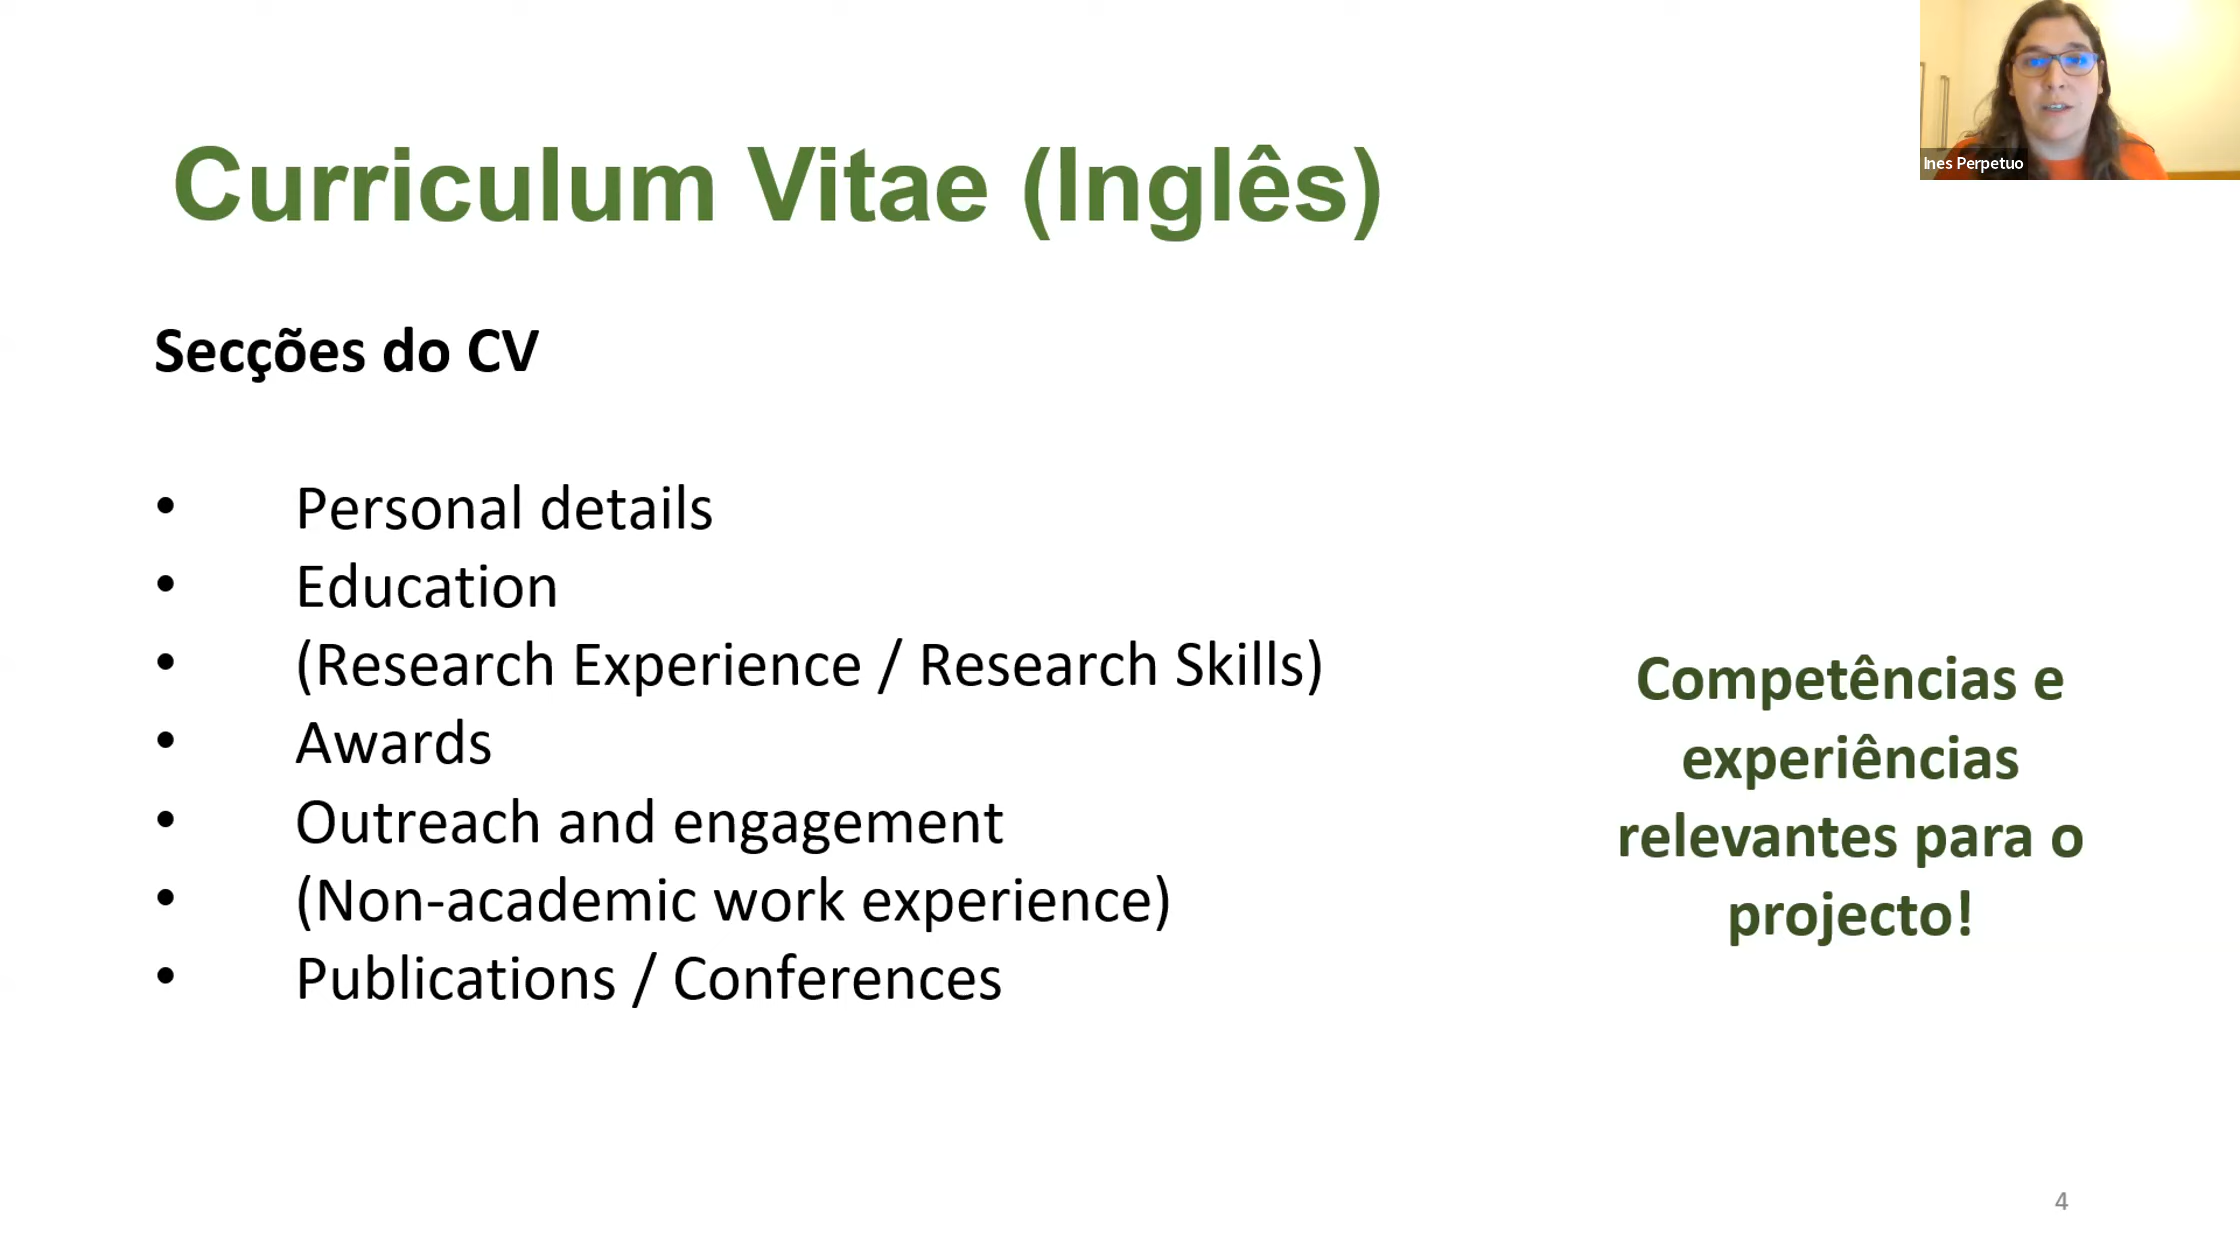 Curriculum Vitae (Inglês)
Ines Perpetuo
Secções do CV
• Personal details
• Education
• (Research Experience / Research Skills)
• Awards
• Outreach and engagement
• (Non-academic work experience)
• Publications / Conferences
Competências e
experiências
relevantes para o
projecto!
4